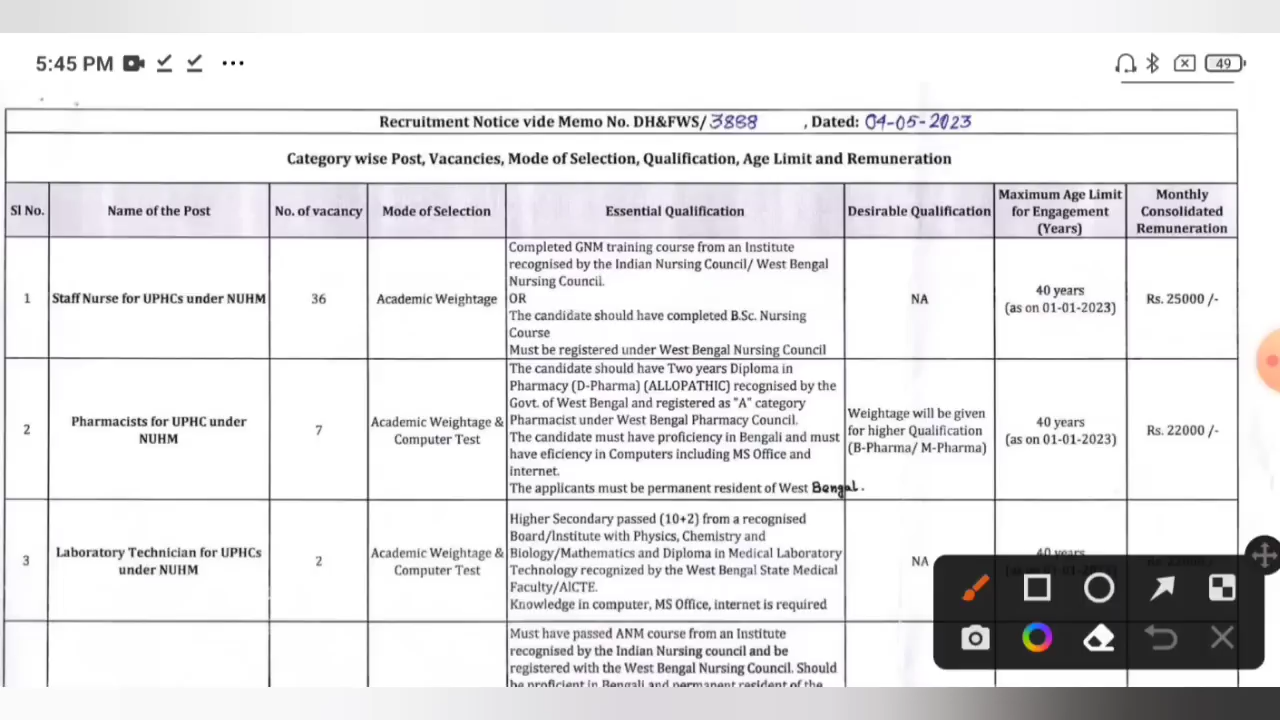 5:45 PM
49
Recruitment Notice vide Memo No. DH&FWS/ 3888 , Dated: 04-05-2023
Category wise Post, Vacancies, Mode of Selection, Qualification, Age Limit and Remuneration
Sl No.
Name of the Post
No. of vacancy
Mode of Selection
Essential Qualification
Desirable Qualification
Maximum Age Limit
for Engagement
(Years)
Monthly
Consolidated
Remuneration
1
Staff Nurse for UPHCs under NUHM
36
Academic Weightage
Completed GNM training course from an Institute
recognised by the Indian Nursing Council/ West Bengal
Nursing Council.
OR
The candidate should have completed B.Sc. Nursing
Course
Must be registered under West Bengal Nursing Council
NA
40 years
(as on 01-01-2023)
Rs. 25000 /-
2
Pharmacists for UPHC under
NUHM
7
Academic Weightage &
Computer Test
The candidate should have Two years Diploma in
Pharmacy (D-Pharma) (ALLOPATHIC) recognised by the
Govt. of West Bengal and registered as "A" category
Pharmacist under West Bengal Pharmacy Council.
The candidate must have proficiency in Bengali and must
have eficiency in Computers including MS Office and
internet.
The applicants must be permanent resident of West Bengal.
Weightage will be given
for higher Qualification
(B-Pharma/ M-Pharma)
40 years
(as on 01-01-2023)
Rs. 22000 /-
3
Laboratory Technician for UPHCs
under NUHM
2
Academic Weightage &
Computer Test
Higher Secondary passed (10+2) from a recognised
Board/Institute with Physics, Chemistry and
Biology/Mathematics and Diploma in Medical Laboratory
Technology recognized by the West Bengal State Medical
Faculty/AICTE.
Knowledge in computer, MS Office, internet is required
NA
40 years
Must have passed ANM course from an Institute
recognised by the Indian Nursing council and be
registered with the West Bengal Nursing Council. Should
be proficient in Bengali and permanent resident of the